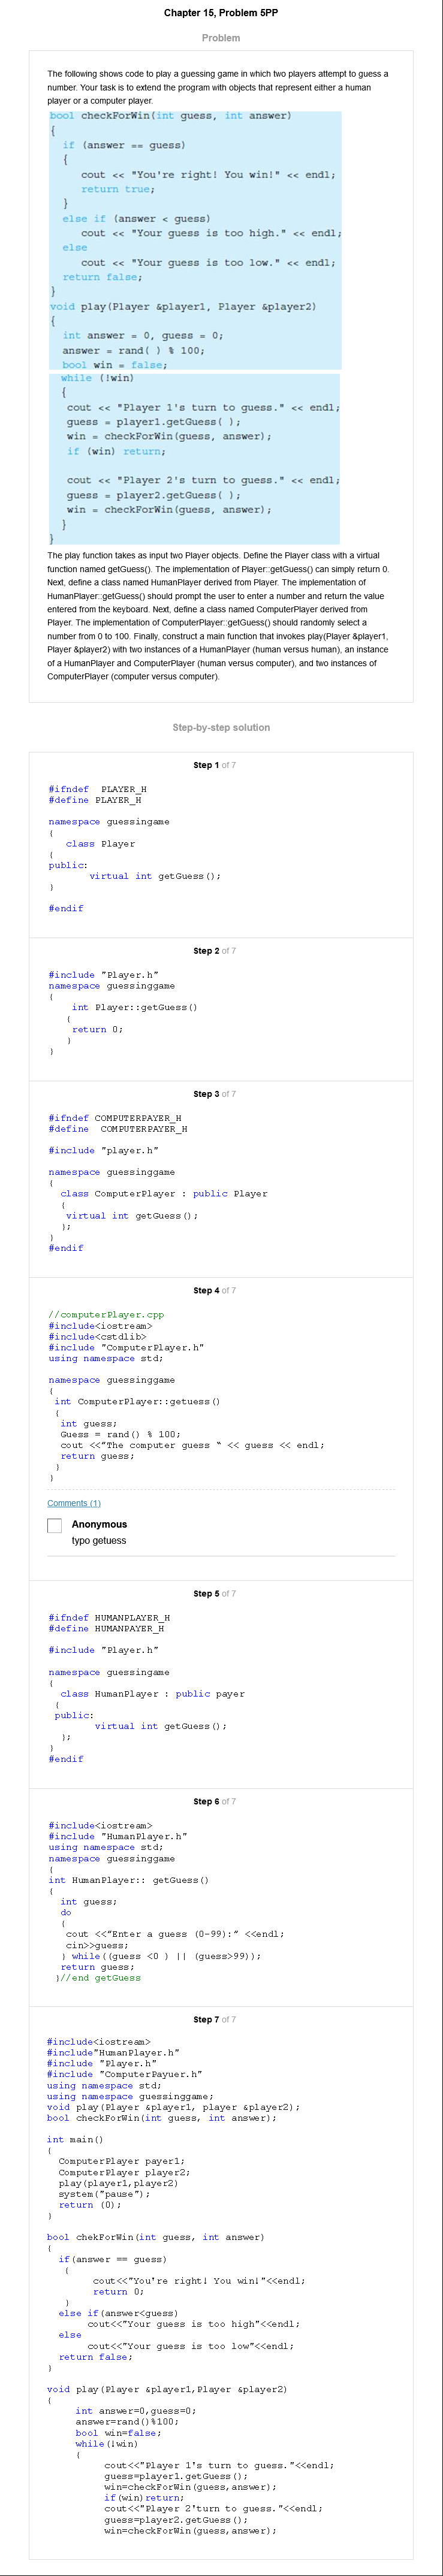 Chapter 15, Problem 5PP
Problem
The following shows code to play a guessing game in which two players attempt to guess a
number. Your task is to extend the program with objects that represent either a human
player or a computer player.
bool checkForWin(int guess, int answer)
{
if (answer == guess)
{
cout << "You're right! You win!" << endl;
return true;
}
else if (answer < guess)
cout << "Your guess is too high." << endl;
else
cout << "Your guess is too low." << endl;
return false;
}
void play(Player &player1, Player &player2)
{
int answer = 0, guess = 0;
answer = rand( ) % 100;
bool win = false;
while (!win)
{
cout << "Player 1's turn to guess." << endl;
guess = player1.getGuess( );
win = checkForWin(guess, answer);
if (win) return;
cout << "Player 2's turn to guess." << endl;
guess = player2.getGuess( );
win = checkForWin(guess, answer);
}
}
The play function takes as input two Player objects. Define the Player class with a virtual
function named getGuess(). The implementation of Player::getGuess() can simply return 0.
Next, define a class named HumanPlayer derived from Player. The implementation of
HumanPlayer::getGuess() should prompt the user to enter a number and return the value
entered from the keyboard. Next, define a class named ComputerPlayer derived from
Player. The implementation of ComputerPlayer::getGuess() should randomly select a
number from 0 to 100. Finally, construct a main function that invokes play(Player &player1,
Player &player2) with two instances of a HumanPlayer (human versus human), an instance
of a HumanPlayer and ComputerPlayer (human versus computer), and two instances of
ComputerPlayer (computer versus computer).
Step-by-step solution
Step 1 of 7
#ifndef PLAYER_H
#define PLAYER_H
namespace guessingame
{
class Player
{
public:
virtual int getGuess();
}
#endif
Step 2 of 7
#include "Player.h"
namespace guessinggame
{
int Player::getGuess()
{
return 0;
}
}
Step 3 of 7
#ifndef COMPUTERPAYER_H
#define COMPUTERPAYER_H
#include "player.h"
namespace guessinggame
{
class ComputerPlayer : public Player
{
virtual int getGuess();
};
}
#endif
Step 4 of 7
//computerPlayer.cpp
#include<iostream>
#include<cstdlib>
#include "ComputerPlayer.h"
using namespace std;
namespace guessinggame
{
int ComputerPlayer::getuess()
{
int guess;
Guess = rand() % 100;
cout <<"The computer guess " << guess << endl;
return guess;
}
}
Comments (1)
Anonymous
typo getuess
Step 5 of 7
#ifndef HUMANPLAYER_H
#define HUMANPAYER_H
#include "Player.h"
namespace guessingame
{
class HumanPlayer : public payer
{
public:
virtual int getGuess();
};
}
#endif
Step 6 of 7
#include<iostream>
#include "HumanPlayer.h"
using namespace std;
namespace guessinggame
{
int HumanPlayer:: getGuess()
{
int guess;
do
{
cout <<"Enter a guess (0-99):" <<endl;
cin>>guess;
} while((guess <0 ) || (guess>99));
return guess;
}//end getGuess
Step 7 of 7
#include<iostream>
#include"HumanPlayer.h"
#include "Player.h"
#include "ComputerPayuer.h"
using namespace std;
using namespace guessinggame;
void play(Player &player1, player &player2);
bool checkForWin(int guess, int answer);
int main()
{
ComputerPlayer payer1;
ComputerPlayer player2;
play(player1,player2)
system("pause");
return (0);
}
bool chekForWin(int guess, int answer)
{
if(answer == guess)
{
cout<<"You're right! You win!"<<endl;
return 0;
}
else if(answer<guess)
cout<<"Your guess is too high"<<endl;
else
cout<<"Your guess is too low"<<endl;
return false;
}
void play(Player &player1,Player &player2)
{
int answer=0,guess=0;
answer=rand()%100;
bool win=false;
while(!win)
{
cout<<"Player 1's turn to guess."<<endl;
guess=player1.getGuess();
win=checkForWin(guess,answer);
if(win)return;
cout<<"Player 2'turn to guess."<<endl;
guess=player2.getGuess();
win=checkForWin(guess,answer);